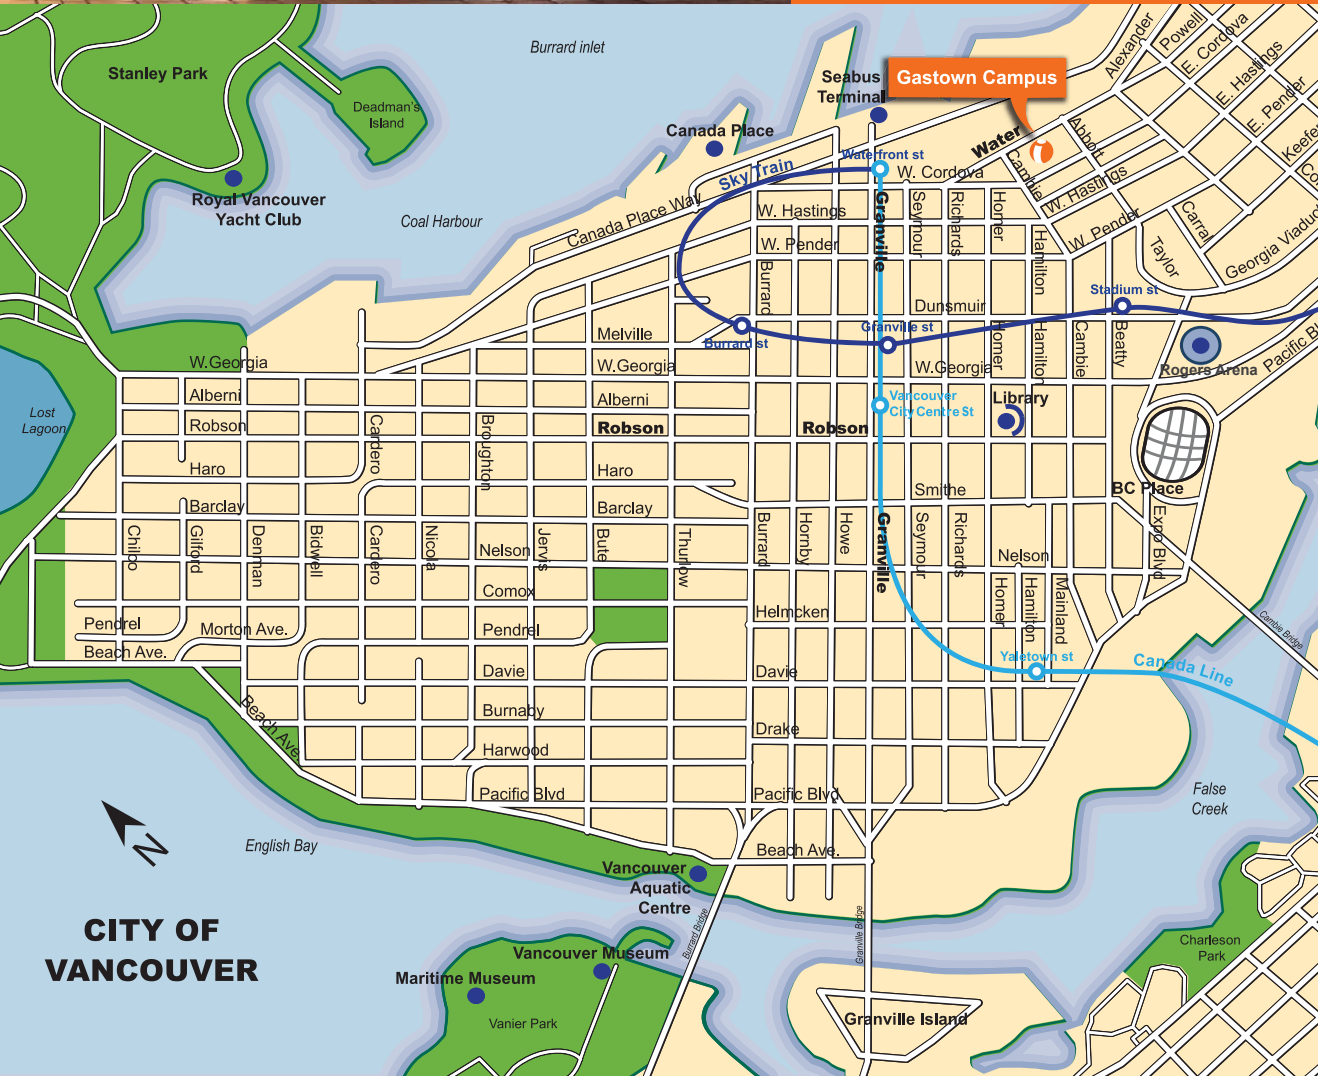 Burrard inlet
Stanley Park
Deadman's
Island
Royal Vancouver
Yacht Club
Coal Harbour
Canada Place
Seabus
Terminal
Gastown Campus
Alexander
Powell
E. Cordova
E. Hastings
E. Pender
Water
Abbott
Cambie
Waterfront st
W. Cordova
Sky Train
Canada Place Way
W. Hastings
W. Hastings
W. Pender
W. Pender
Granville
Seymour
Richards
Homer
Hamilton
Carral
Taylor
Georgia Viaduct
Burrard
Dunsmuir
Stadium st
Melville
Burrard st
Granville st
Homer
Hamilton
Cambie
Beatty
Rogers Arena
W.Georgia
W.Georgia
W.Georgia
Alberni
Alberni
Vancouver
City Centre St
Library
Lost
Lagoon
Robson
Robson
Robson
Cardero
Broughton
Haro
Haro
Smithe
BC Place
Barclay
Barclay
Chilco
Gilford
Denman
Bidwell
Cardero
Nicola
Nelson
Jervis
Bute
Thurlow
Burrard
Hornby
Howe
Granville
Seymour
Richards
Nelson
Expo Blvd
Comox
Homer
Hamilton
Mainland
Helmcken
Pendrel
Morton Ave.
Pendrel
Beach Ave.
Cambie Bridge
Yaletown st
Canada Line
Davie
Davie
Beach Ave.
Burnaby
Drake
Harwood
Pacific Blvd
Pacific Blvd
False
Creek
English Bay
N
Beach Ave.
Vancouver
Aquatic
Centre
Burrard Bridge
Granville Bridge
CITY OF
VANCOUVER
Vancouver Museum
Maritime Museum
Vanier Park
Charleson
Park
Granville Island